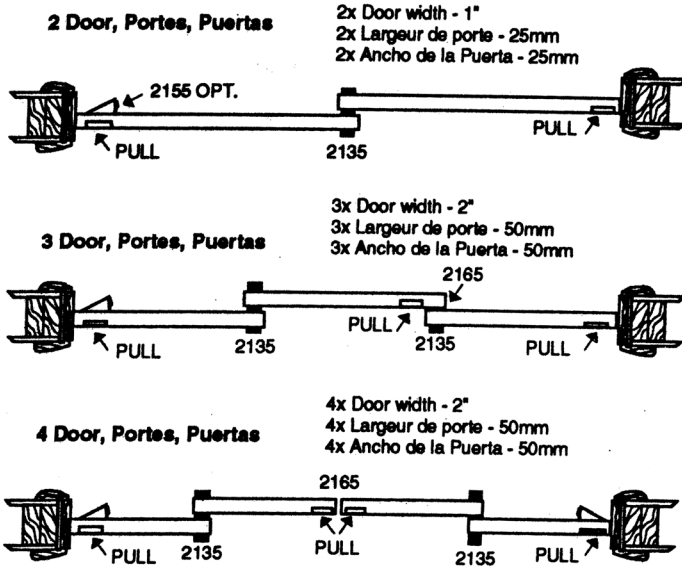 2 Door, Portes, Puertas
2x Door width - 1"
2x Largeur de porte - 25mm
2x Ancho de la Puerta - 25mm
2155 OPT.
PULL
2135
PULL
3 Door, Portes, Puertas
3x Door width - 2"
3x Largeur de porte - 50mm
3x Ancho de la Puerta - 50mm
2165
PULL
2135
PULL
2135
PULL
4 Door, Portes, Puertas
4x Door width - 2"
4x Largeur de porte - 50mm
4x Ancho de la Puerta - 50mm
2165
PULL
2135
PULL
2135
PULL